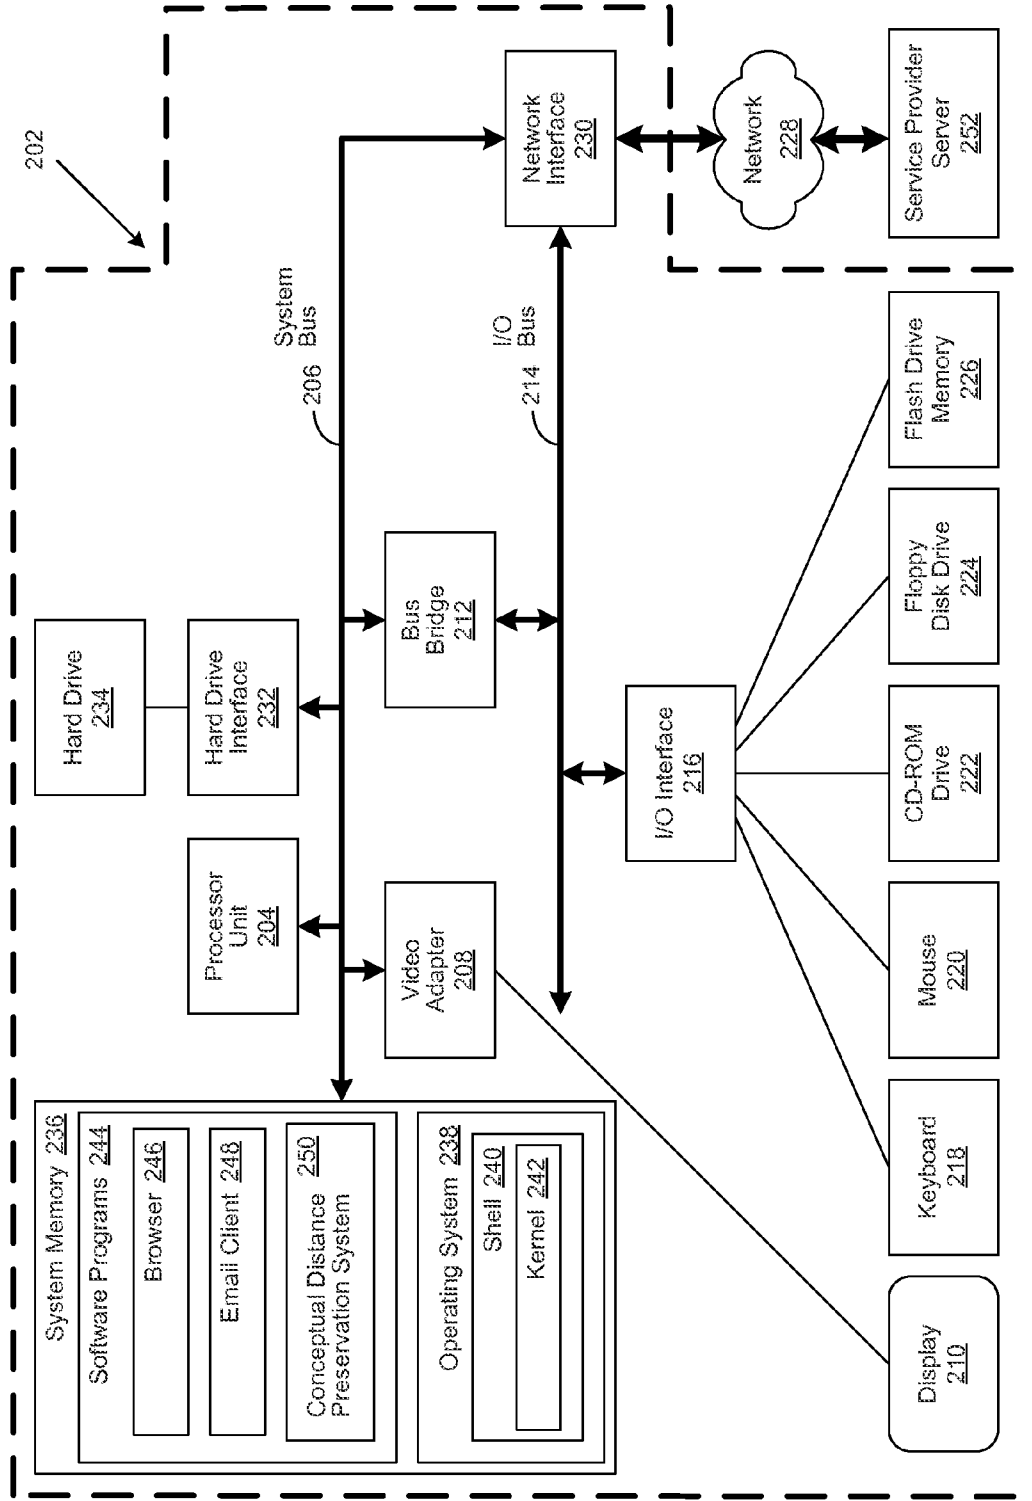 202
System Memory 236
Software Programs 244
Browser 246
Email Client 248
Conceptual Distance
Preservation System
250
Operating System 238
Shell 240
Kernel 242
Processor
Unit
204
Hard Drive
234
Hard Drive
Interface
232
Video
Adapter
208
Bus
Bridge
212
206
System
Bus
214
I/O
Bus
Network
Interface
230
I/O Interface
216
Network
228
Display
210
Keyboard
218
Mouse
220
CD-ROM
Drive
222
Floppy
Disk Drive
224
Flash Drive
Memory
226
Service Provider
Server
252